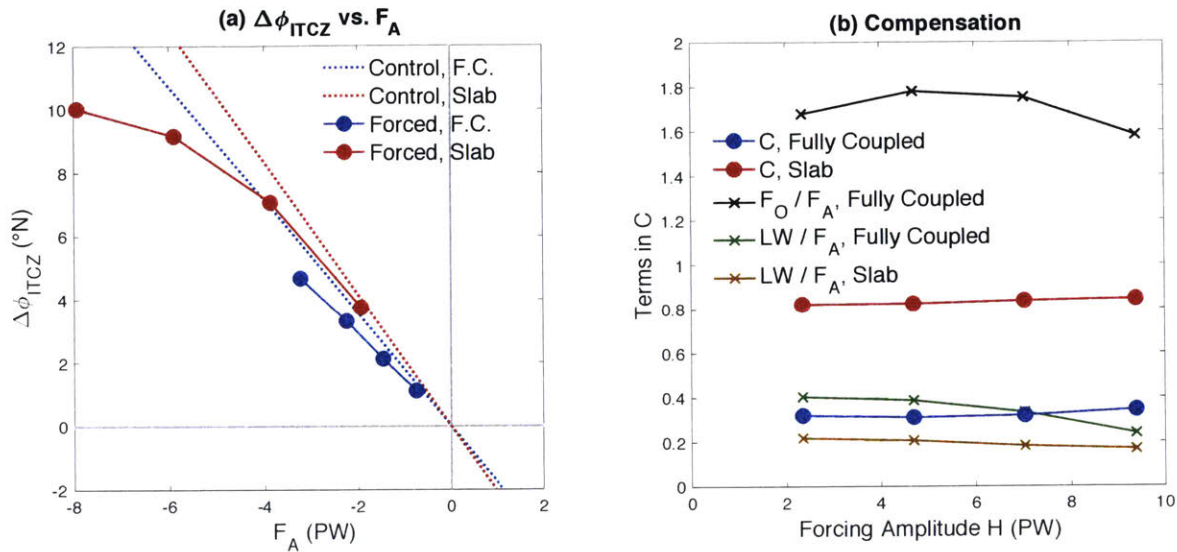 (a) Δϕ_ITCZ vs. F_A
12
10
8
6
4
2
0
-2
-8
-6
-4
-2
0
2
Δϕ_ITCZ (°N)
F_A (PW)
Control, F.C.
Control, Slab
Forced, F.C.
Forced, Slab
(b) Compensation
2
1.8
1.6
1.4
1.2
1
0.8
0.6
0.4
0.2
0
0
2
4
6
8
10
Terms in C
Forcing Amplitude H (PW)
C, Fully Coupled
C, Slab
F_O / F_A, Fully Coupled
LW / F_A, Fully Coupled
LW / F_A, Slab